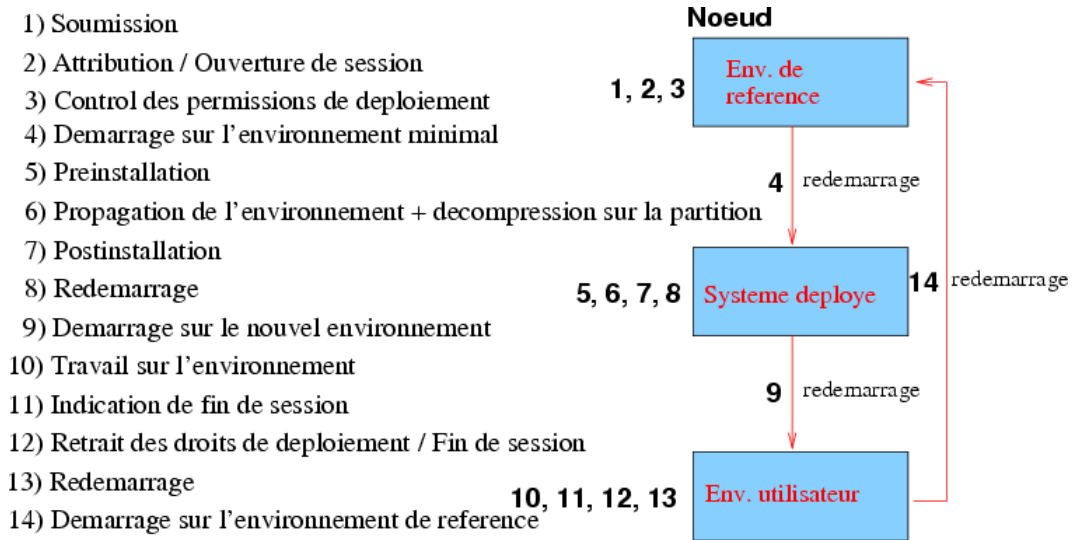 1) Soumission
2) Attribution / Ouverture de session
3) Control des permissions de deploiement
4) Demarrage sur l'environnement minimal
5) Preinstallation
6) Propagation de l'environnement + decompression sur la partition
7) Postinstallation
8) Redemarrage
9) Demarrage sur le nouvel environnement
10) Travail sur l'environnement
11) Indication de fin de session
12) Retrait des droits de deploiement / Fin de session
13) Redemarrage
14) Demarrage sur l'environnement de reference
Noeud
1, 2, 3
Env. de
reference
4 redemarrage
5, 6, 7, 8
Systeme deploye
14 redemarrage
9 redemarrage
10, 11, 12, 13
Env. utilisateur